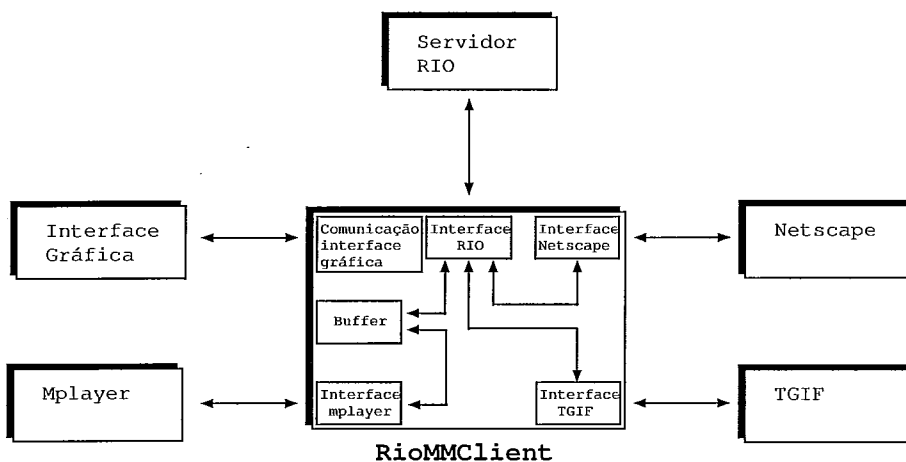 Servidor
RIO
Interface
Gráfica
Comunicação
interface
gráfica
Interface
RIO
Interface
Netscape
Netscape
Buffer
Mplayer
Interface
mplayer
Interface
TGIF
TGIF
RioMMClient